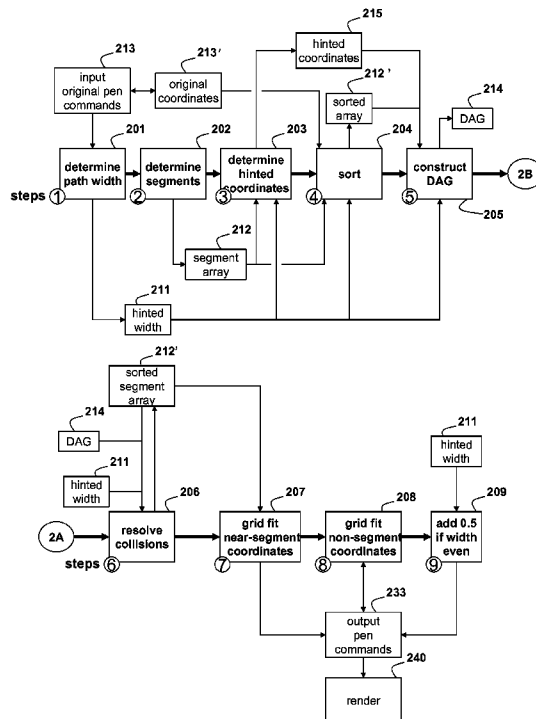 215
213
213'
hinted
coordinates
212'
214
input
original pen
commands
original
coordinates
sorted
array
DAG
201
202
203
204
determine
path width
determine
segments
determine
hinted
coordinates
sort
construct
DAG
2B
steps
1
2
3
4
5
205
212
segment
array
211
hinted
width
212'
sorted
segment
array
214
DAG
211
hinted
width
211
hinted
width
206
207
208
209
2A
resolve
collisions
grid fit
near-segment
coordinates
grid fit
non-segment
coordinates
add 0.5
if width
even
steps
6
7
8
9
233
output
pen
commands
240
render